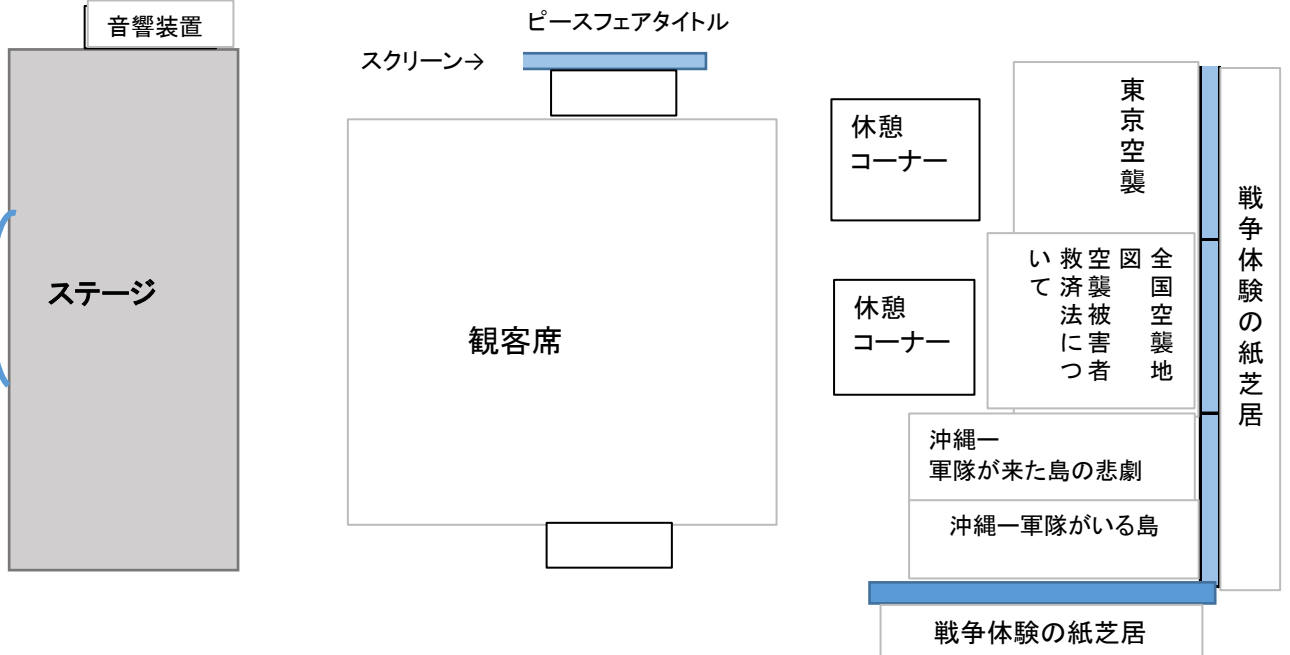 音響装置
ピースフェアタイトル
スクリーン→
ステージ
観客席
休憩
コーナー
休憩
コーナー
東京空襲
全国空襲地
図
空襲被害者
救済法につ
いて
沖縄ー
軍隊が来た島の悲劇
沖縄ー軍隊がいる島
戦争体験の紙芝居
戦争体験の紙芝居